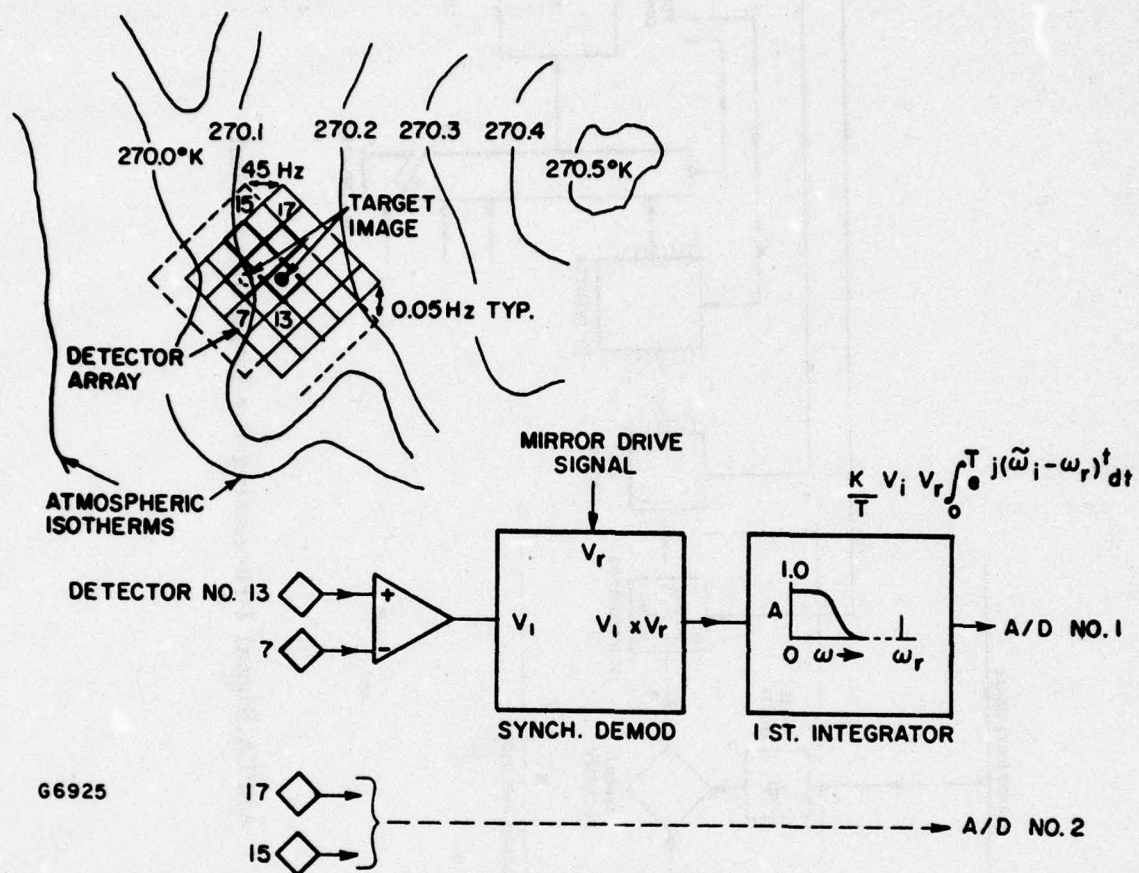 270.0°K
270.1
270.2
270.3
270.4
270.5°K
45 Hz
15
17
TARGET
IMAGE
7
13
0.05 Hz TYP.
DETECTOR
ARRAY
ATMOSPHERIC
ISOTHERMS
MIRROR DRIVE
SIGNAL
K/T V_i V_r ∫_0^T e^{j(ω̃_i-ω_r)t} dt
DETECTOR NO. 13
7
+
-
V_r
V_I
V_I x V_r
SYNCH. DEMOD
1.0
A
0 ω→ ω_r
1 ST. INTEGRATOR
A/D NO. 1
G6925
17
15
A/D NO. 2